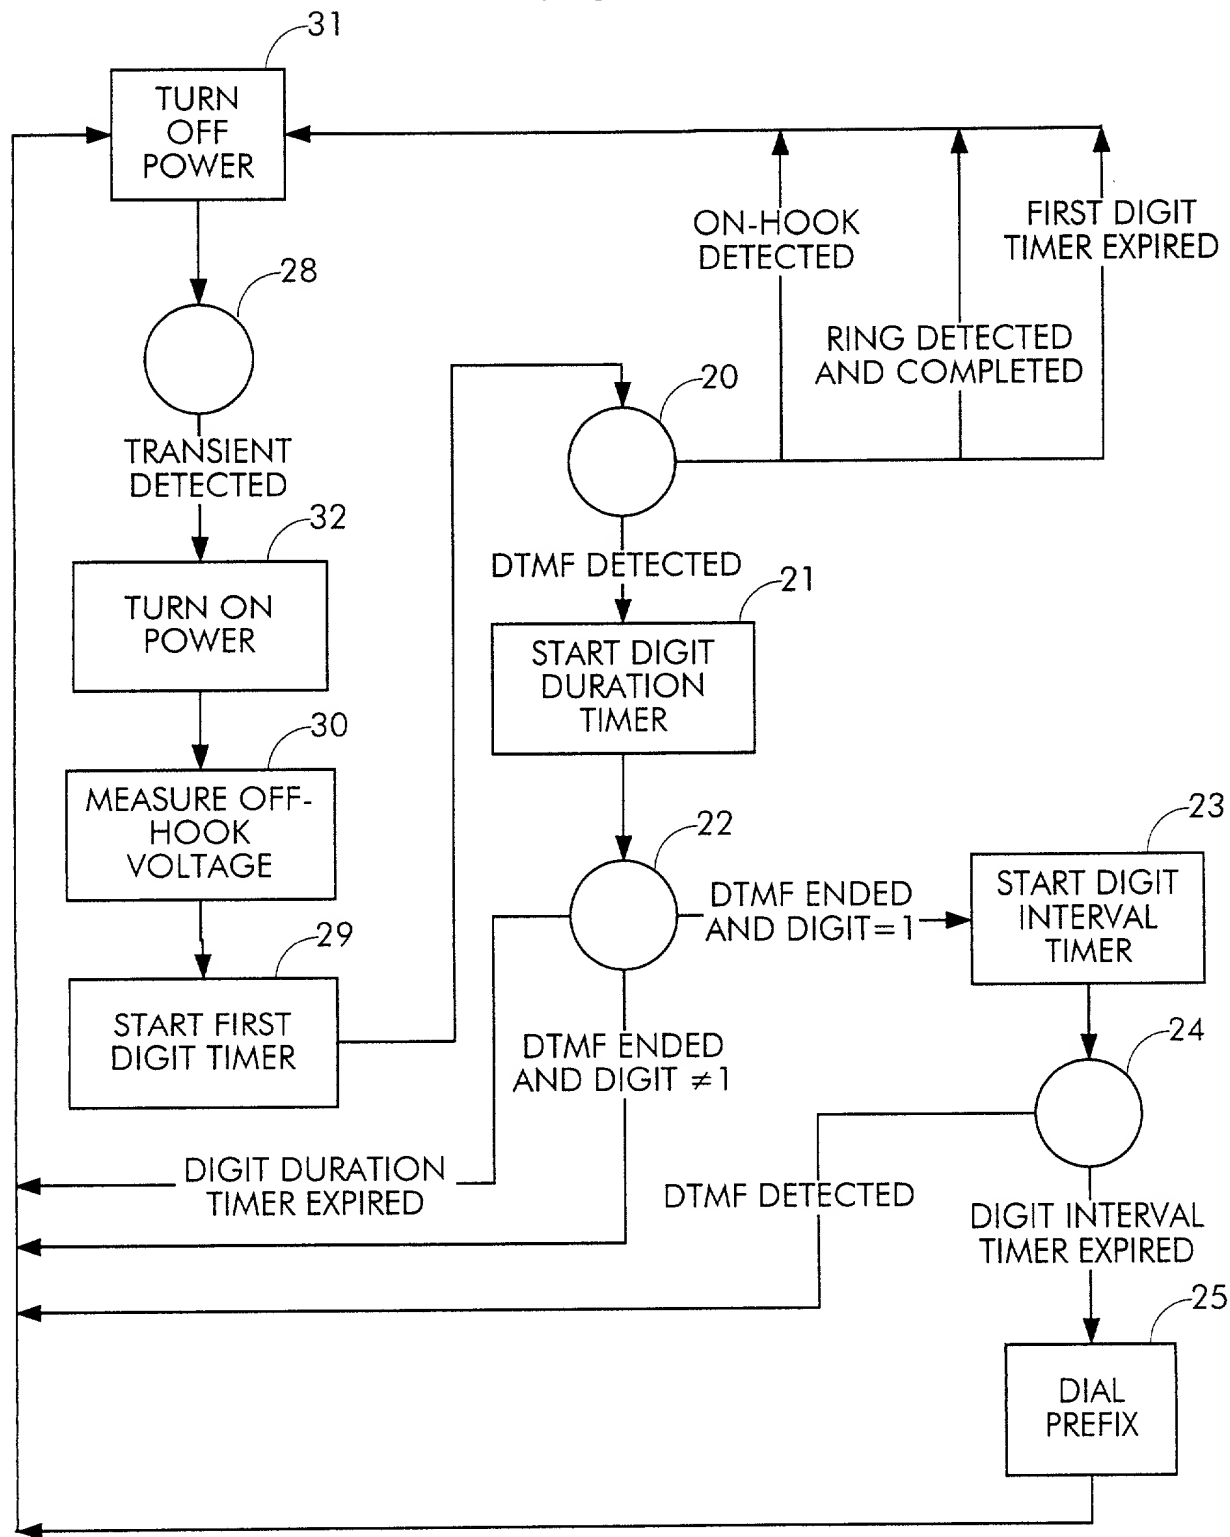 31
TURN
OFF
POWER
28
TRANSIENT
DETECTED
32
TURN ON
POWER
30
MEASURE OFF-
HOOK
VOLTAGE
29
START FIRST
DIGIT TIMER
ON-HOOK
DETECTED
RING DETECTED
AND COMPLETED
FIRST DIGIT
TIMER EXPIRED
20
DTMF DETECTED
21
START DIGIT
DURATION
TIMER
22
DTMF ENDED
AND DIGIT=1
23
START DIGIT
INTERVAL
TIMER
DTMF ENDED
AND DIGIT ≠1
24
DIGIT DURATION
TIMER EXPIRED
DTMF DETECTED
DIGIT INTERVAL
TIMER EXPIRED
25
DIAL
PREFIX